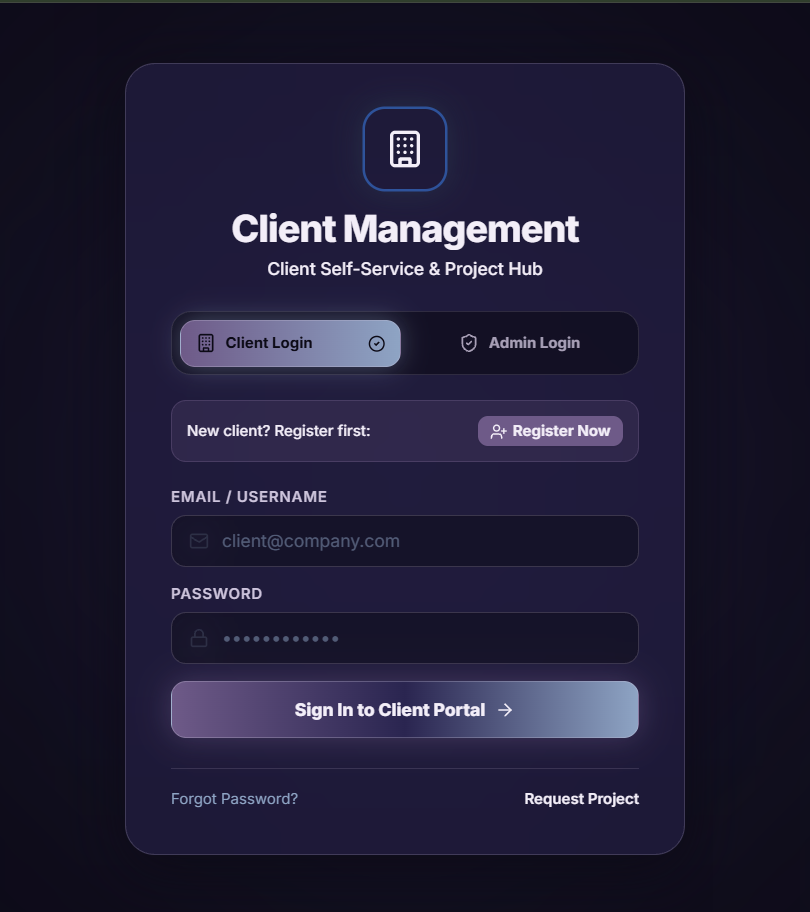 Client Management
Client Self-Service & Project Hub
Client Login
Admin Login
New client? Register first:
Register Now
EMAIL / USERNAME
client@company.com
PASSWORD
••••••••••••
Sign In to Client Portal →
Forgot Password?
Request Project